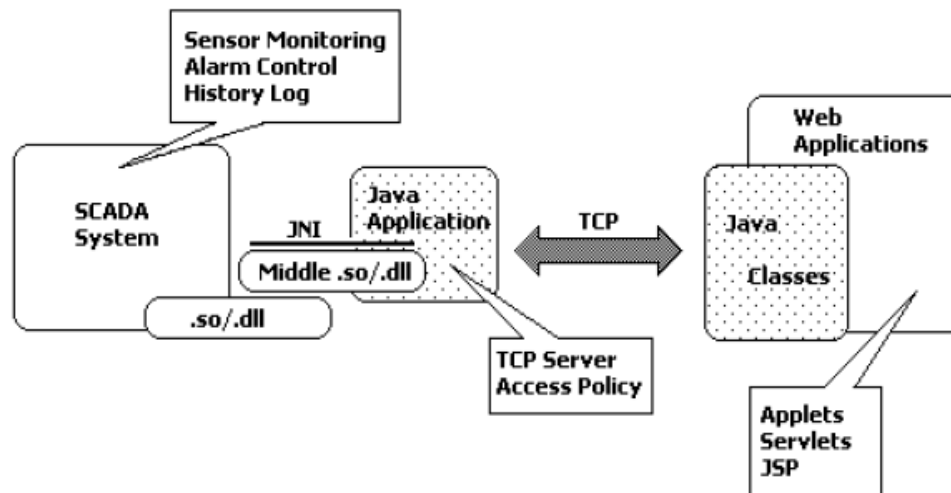 Sensor Monitoring
Alarm Control
History Log
SCADA
System
.so/.dll
JNI
Middle .so/.dll
Java
Application
TCP Server
Access Policy
TCP
Web
Applications
Java
Classes
Applets
Servlets
JSP